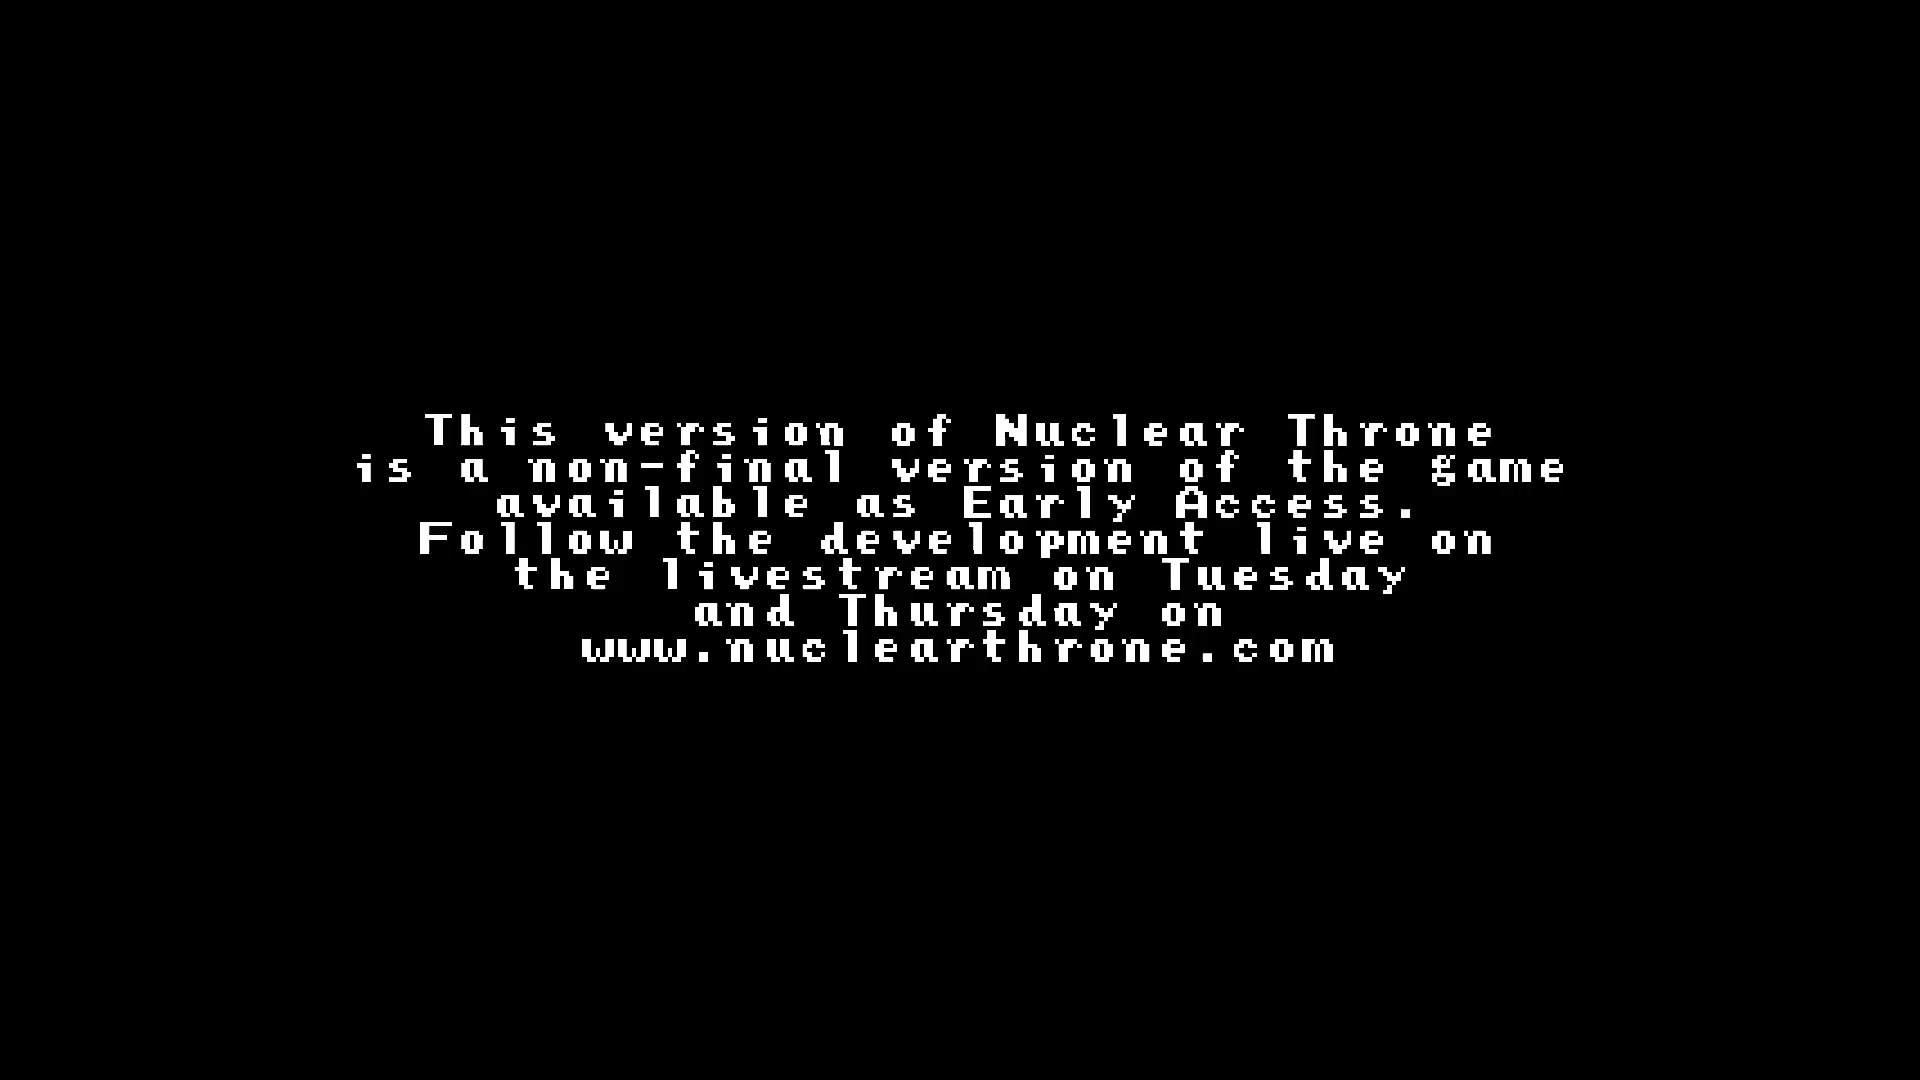 This version of Nuclear Throne
is a non-final version of the game
available as Early Access.
Follow the development live on
the livestream on Tuesday
and Thursday on
www.nuclearthrone.com